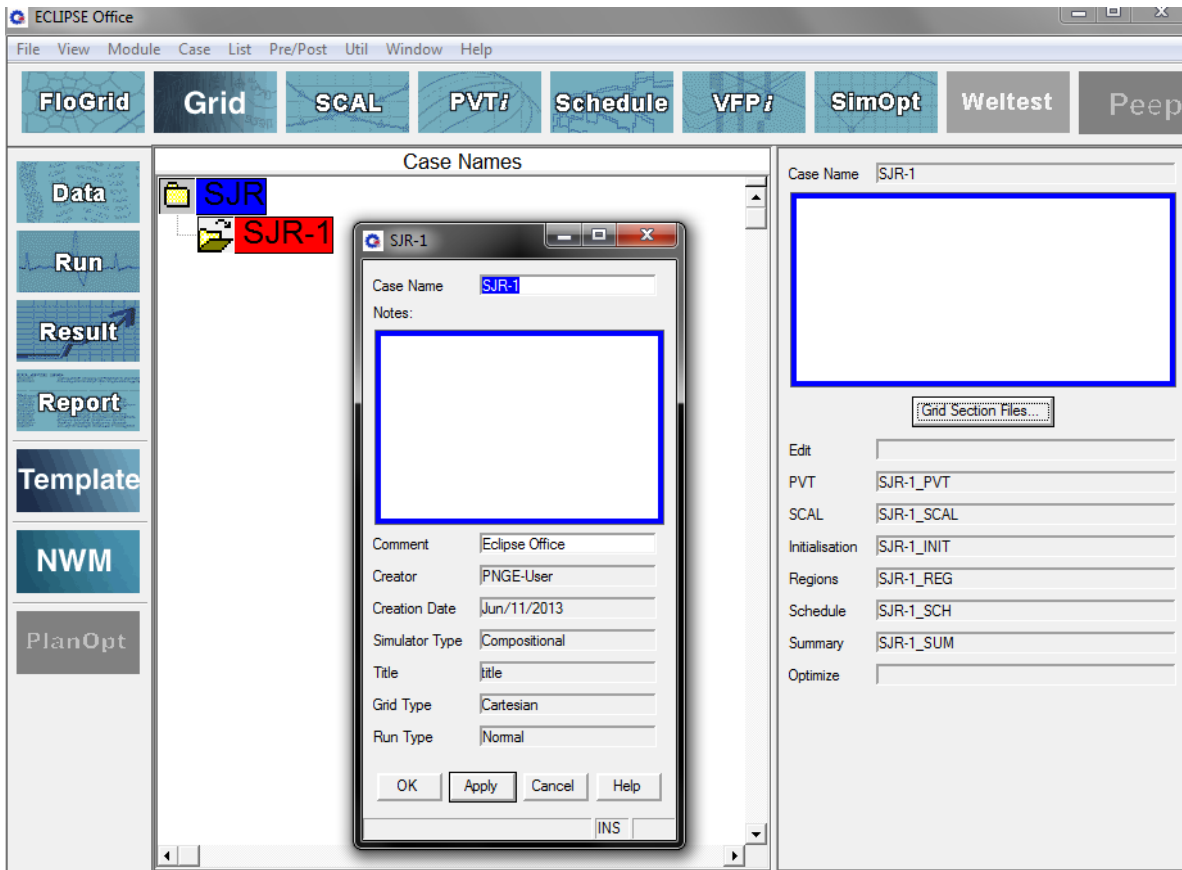 ECLIPSE Office
File View Module Case List Pre/Post Util Window Help
FloGrid Grid SCAL PVTi Schedule VFPi SimOpt Weltest Peep
Data
Run
Result
Report
Template
NWM
PlanOpt
Case Names
SJR
SJR-1
SJR-1
Case Name SJR-1
Notes:
Comment Eclipse Office
Creator PNGE-User
Creation Date Jun/11/2013
Simulator Type Compositional
Title title
Grid Type Cartesian
Run Type Normal
OK Apply Cancel Help
INS
Case Name SJR-1
Grid Section Files...
Edit
PVT SJR-1_PVT
SCAL SJR-1_SCAL
Initialisation SJR-1_INIT
Regions SJR-1_REG
Schedule SJR-1_SCH
Summary SJR-1_SUM
Optimize